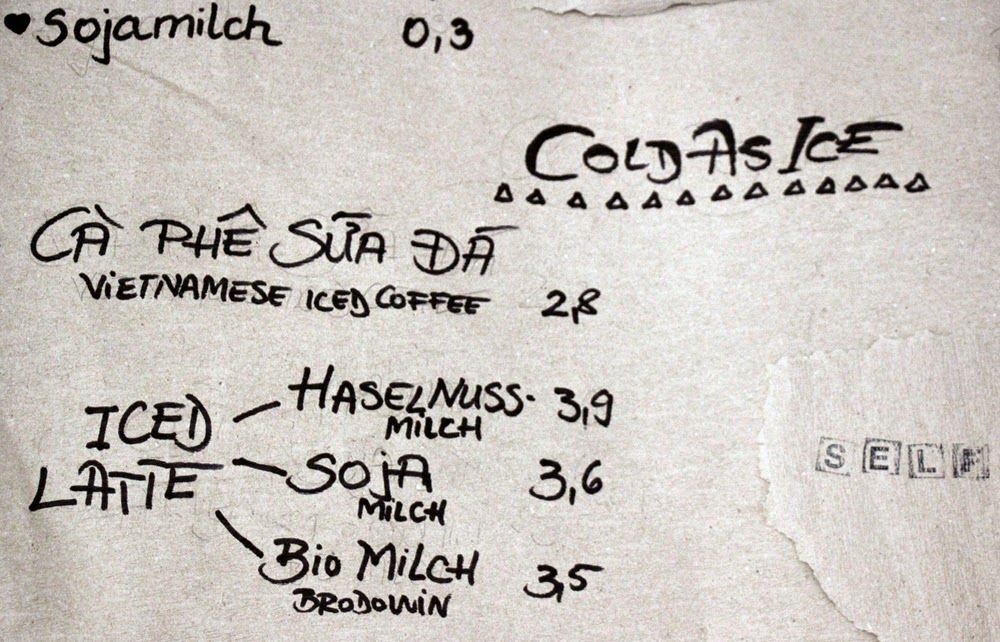 ♥ Sojamilch 0,3
COLD AS ICE
CÀ PHÊ SỮA ĐÁ
VIETNAMESE ICED COFFEE 2,8
ICED LATTE
HASELNUSS- 3,9
MILCH
SOJA 3,6
MILCH
Bio MILCH 3,5
BRODOWIN
SELF